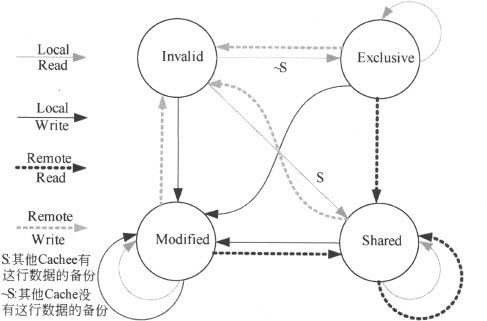 Local
Read
Local
Write
Remote
Read
Remote
Write
S:其他Cachee有
这行数据的备份
~S:其他Cache没
有这行数据的备份
Invalid
Exclusive
~S
S
Modified
Shared